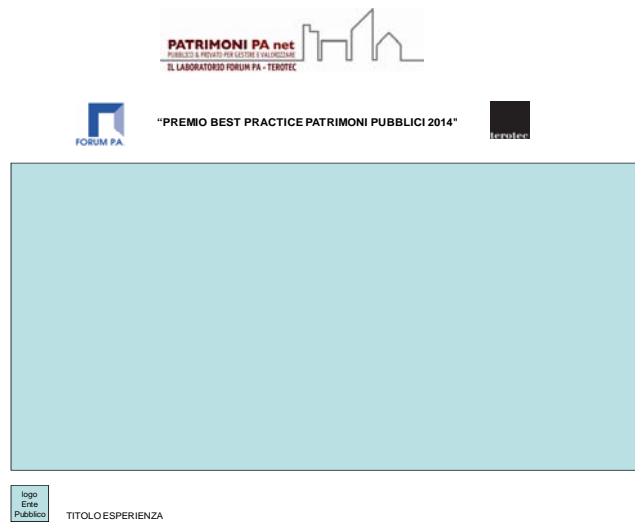 PATRIMONI PA net
PUBBLICO & PRIVATO PER GESTIRE E VALORIZZARE
IL LABORATORIO FORUM PA - TEROTEC
FORUM PA
“PREMIO BEST PRACTICE PATRIMONI PUBBLICI 2014"
terotec
logo
Ente
Pubblico
TITOLO ESPERIENZA